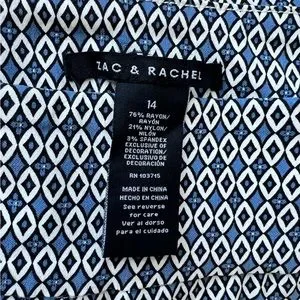 ZAC & RACHEL
14
76% RAYON/
RAYÓN
21% NYLON/
NILÓN
3% SPANDEX
EXCLUSIVE OF
DECORATION/
EXCLUSIVO DE
DECORACIÓN
RN 103715
MADE IN CHINA
HECHO EN CHINA
See reverse
for care
Ver al dorso
para el cuidado